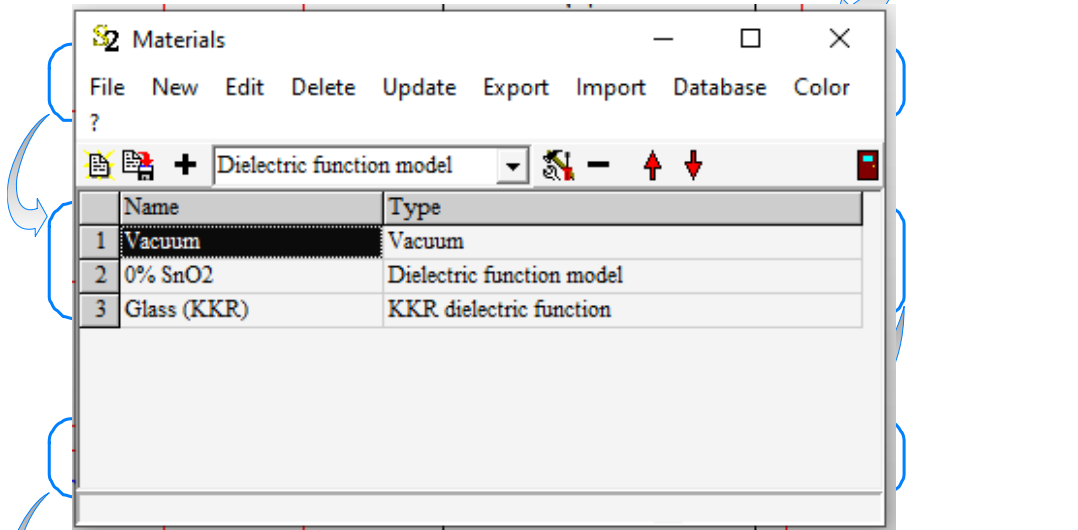 S2 Materials
File New Edit Delete Update Export Import Database Color
?
Dielectric function model
Name Type
1 Vacuum Vacuum
2 0% SnO2 Dielectric function model
3 Glass (KKR) KKR dielectric function